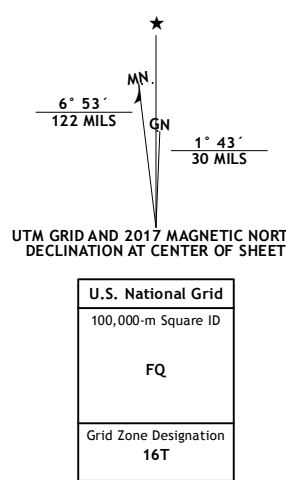 ★
MN.
GN
6° 53´
122 MILS
1° 43´
30 MILS
UTM GRID AND 2017 MAGNETIC NORT
DECLINATION AT CENTER OF SHEET
U.S. National Grid
100,000-m Square ID
FQ
Grid Zone Designation
16T